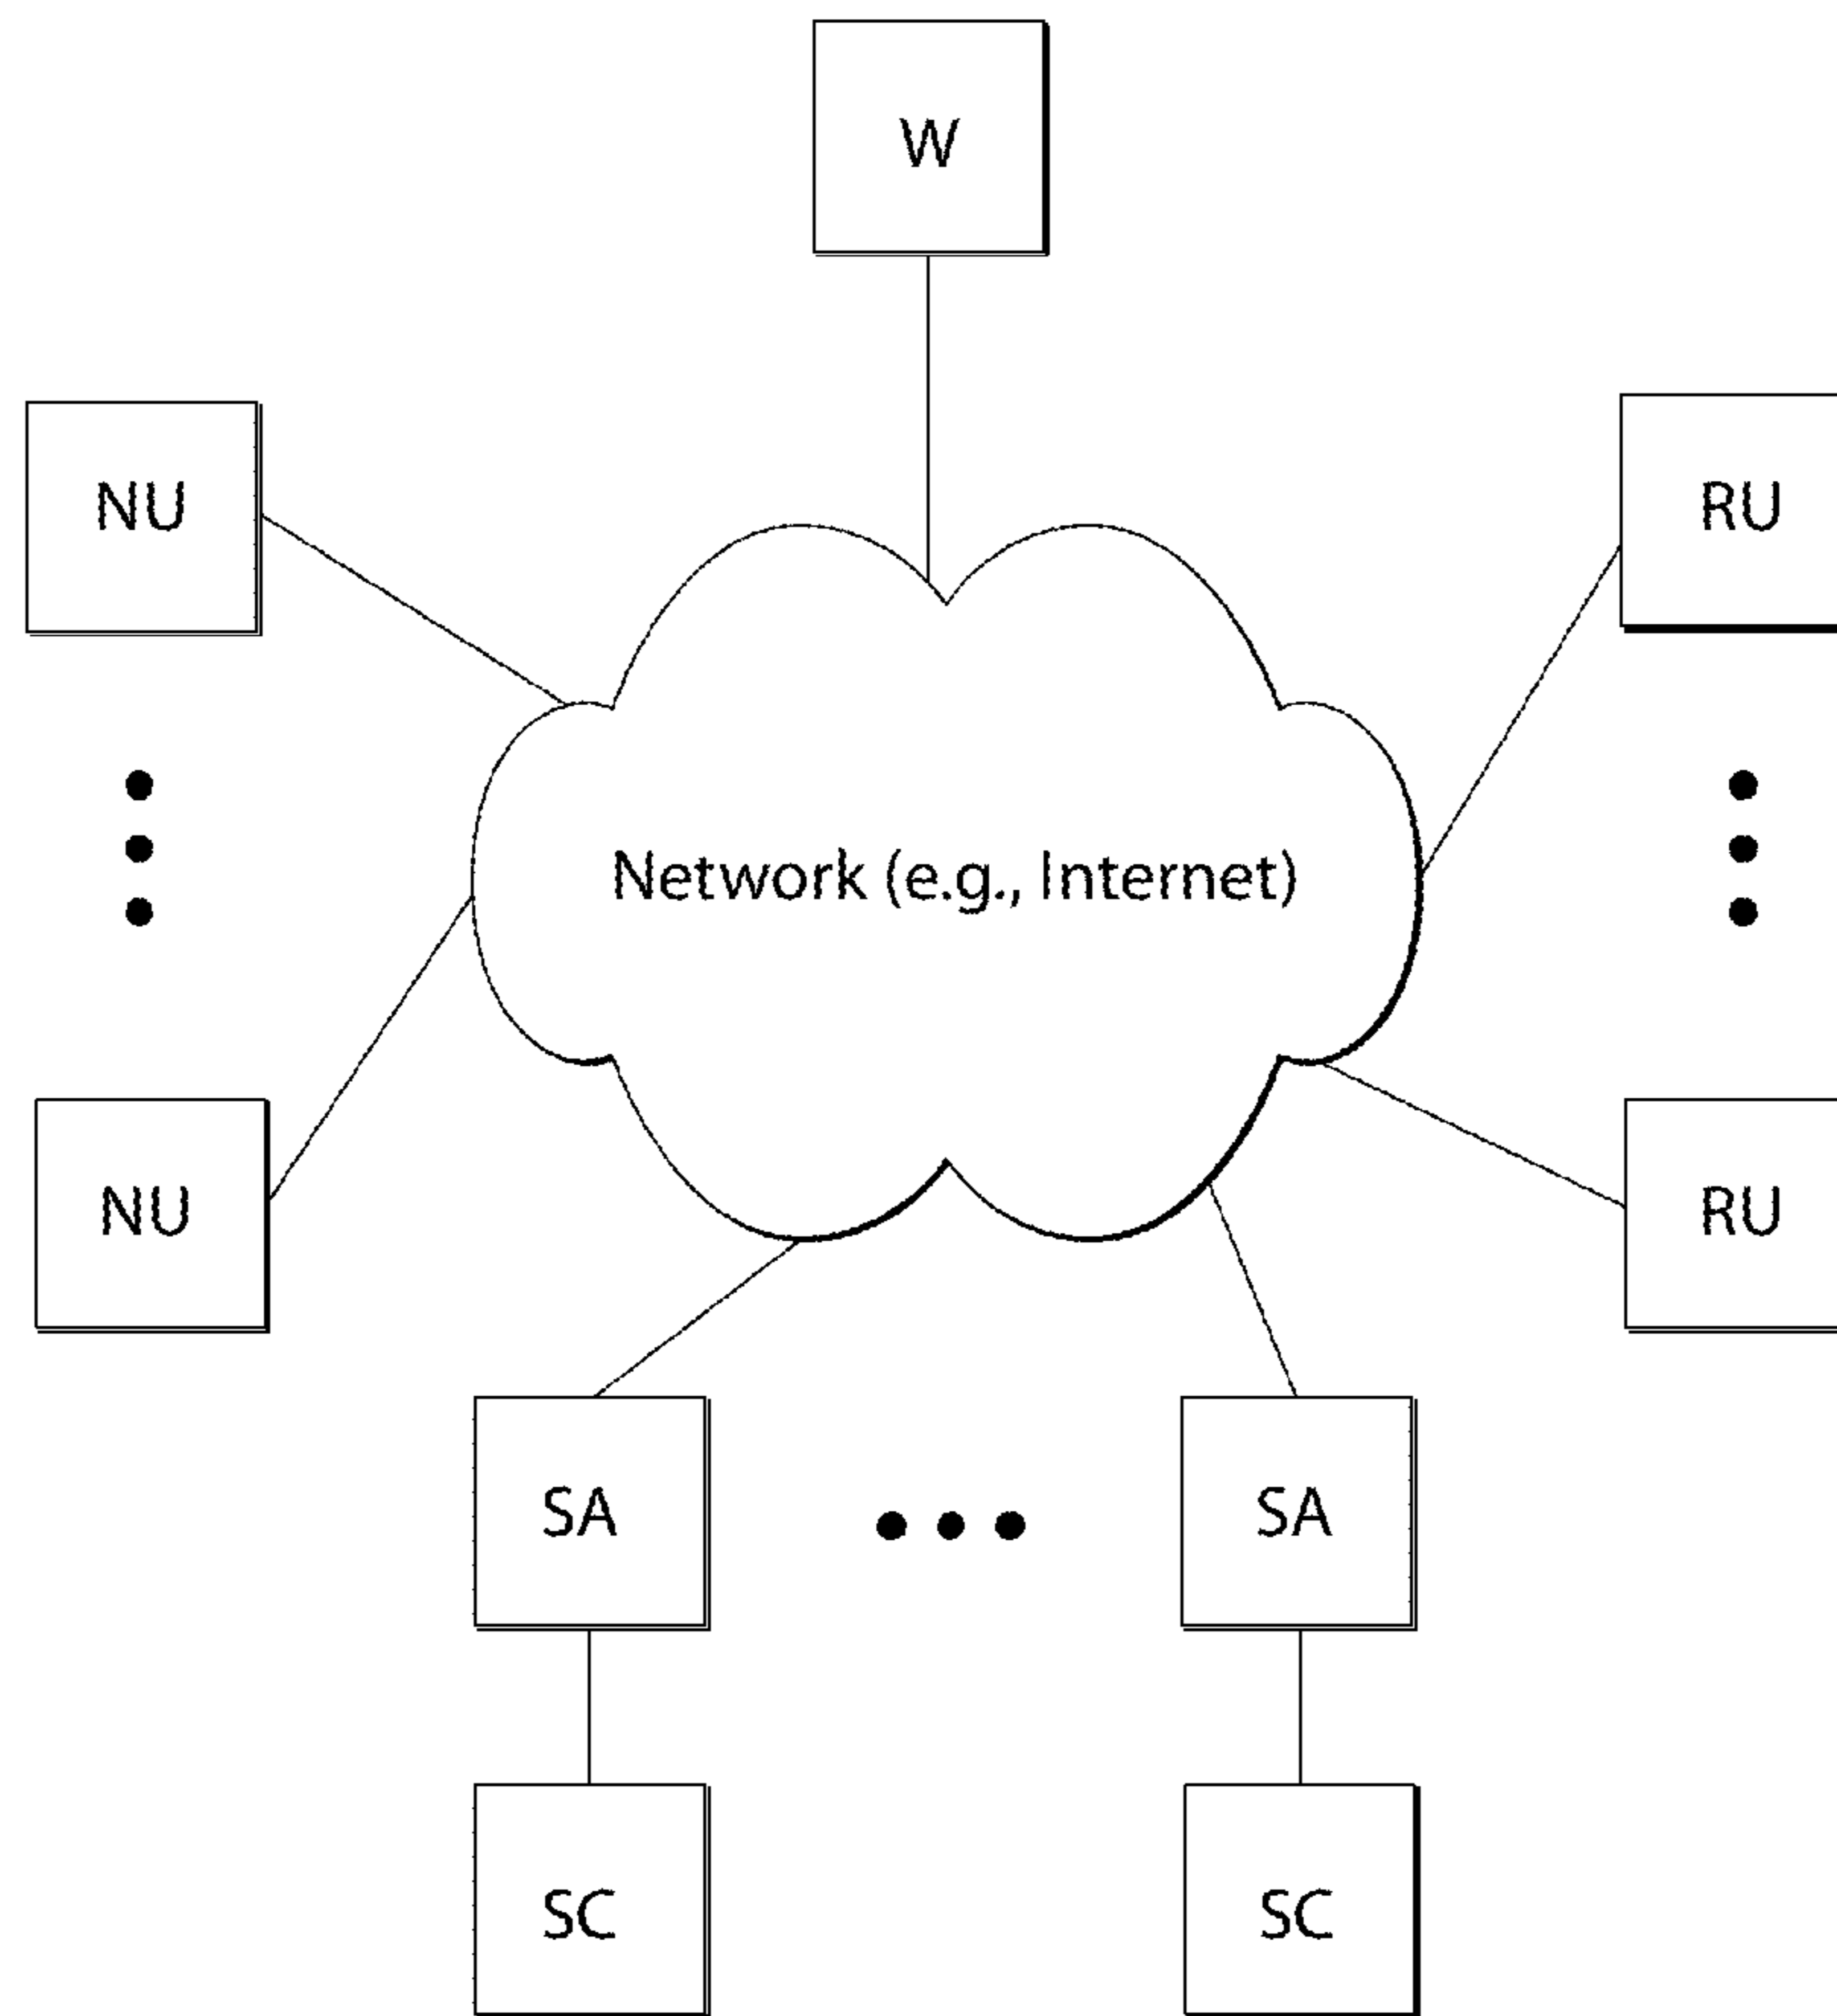 W
NU
RU
Network (e.g., Internet)
NU
RU
SA
SA
SC
SC